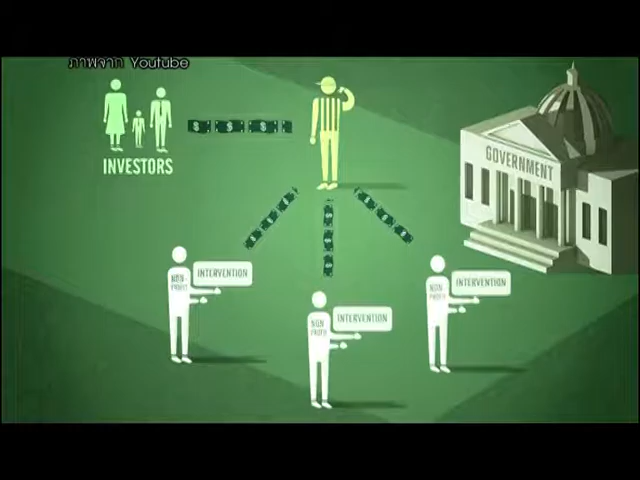 ภาพจาก Youtube
INVESTORS
GOVERNMENT
NON
PROFIT
INTERVENTION
NON
PROFIT
INTERVENTION
NON
PROFIT
INTERVENTION